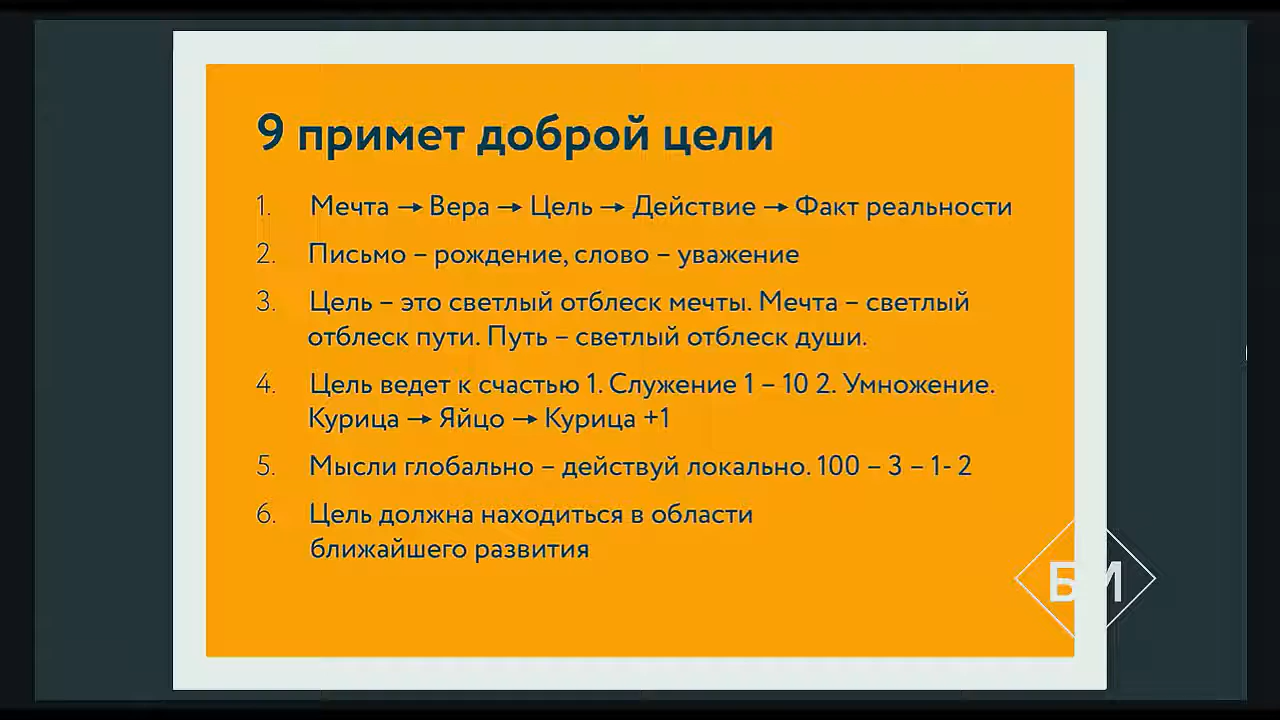 9 примет доброй цели
1. Мечта → Вера → Цель → Действие → Факт реальности
2. Письмо – рождение, слово – уважение
3. Цель – это светлый отблеск мечты. Мечта – светлый
отблеск пути. Путь – светлый отблеск души.
4. Цель ведет к счастью 1. Служение 1 – 10 2. Умножение.
Курица → Яйцо → Курица +1
5. Мысли глобально – действуй локально. 100 – 3 – 1- 2
6. Цель должна находиться в области
ближайшего развития
БМ